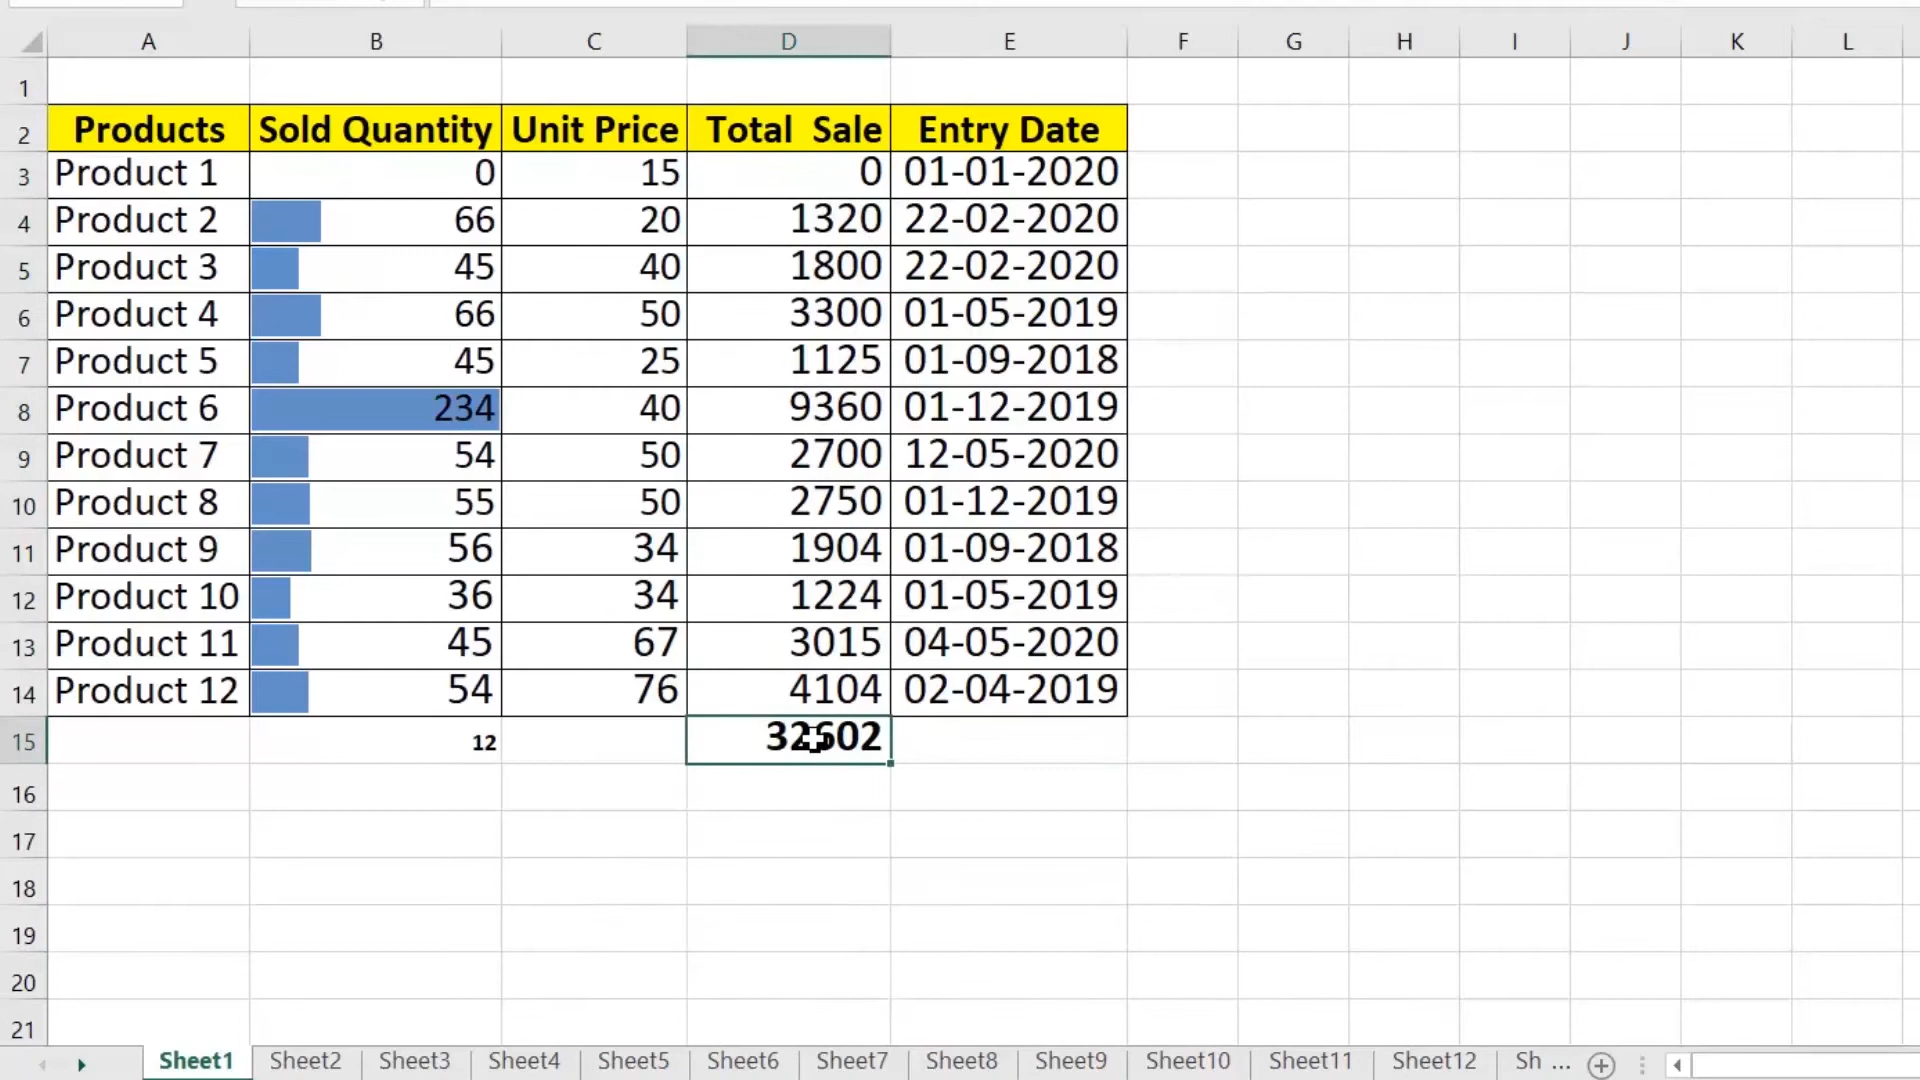 A B C D E F G H I J K L
1
2 Products Sold Quantity Unit Price Total Sale Entry Date
3 Product 1 0 15 0 01-01-2020
4 Product 2 66 20 1320 22-02-2020
5 Product 3 45 40 1800 22-02-2020
6 Product 4 66 50 3300 01-05-2019
7 Product 5 45 25 1125 01-09-2018
8 Product 6 234 40 9360 01-12-2019
9 Product 7 54 50 2700 12-05-2020
10 Product 8 55 50 2750 01-12-2019
11 Product 9 56 34 1904 01-09-2018
12 Product 10 36 34 1224 01-05-2019
13 Product 11 45 67 3015 04-05-2020
14 Product 12 54 76 4104 02-04-2019
15 12 32602
16
17
18
19
20
21
Sheet1 Sheet2 Sheet3 Sheet4 Sheet5 Sheet6 Sheet7 Sheet8 Sheet9 Sheet10 Sheet11 Sheet12 Sh ...